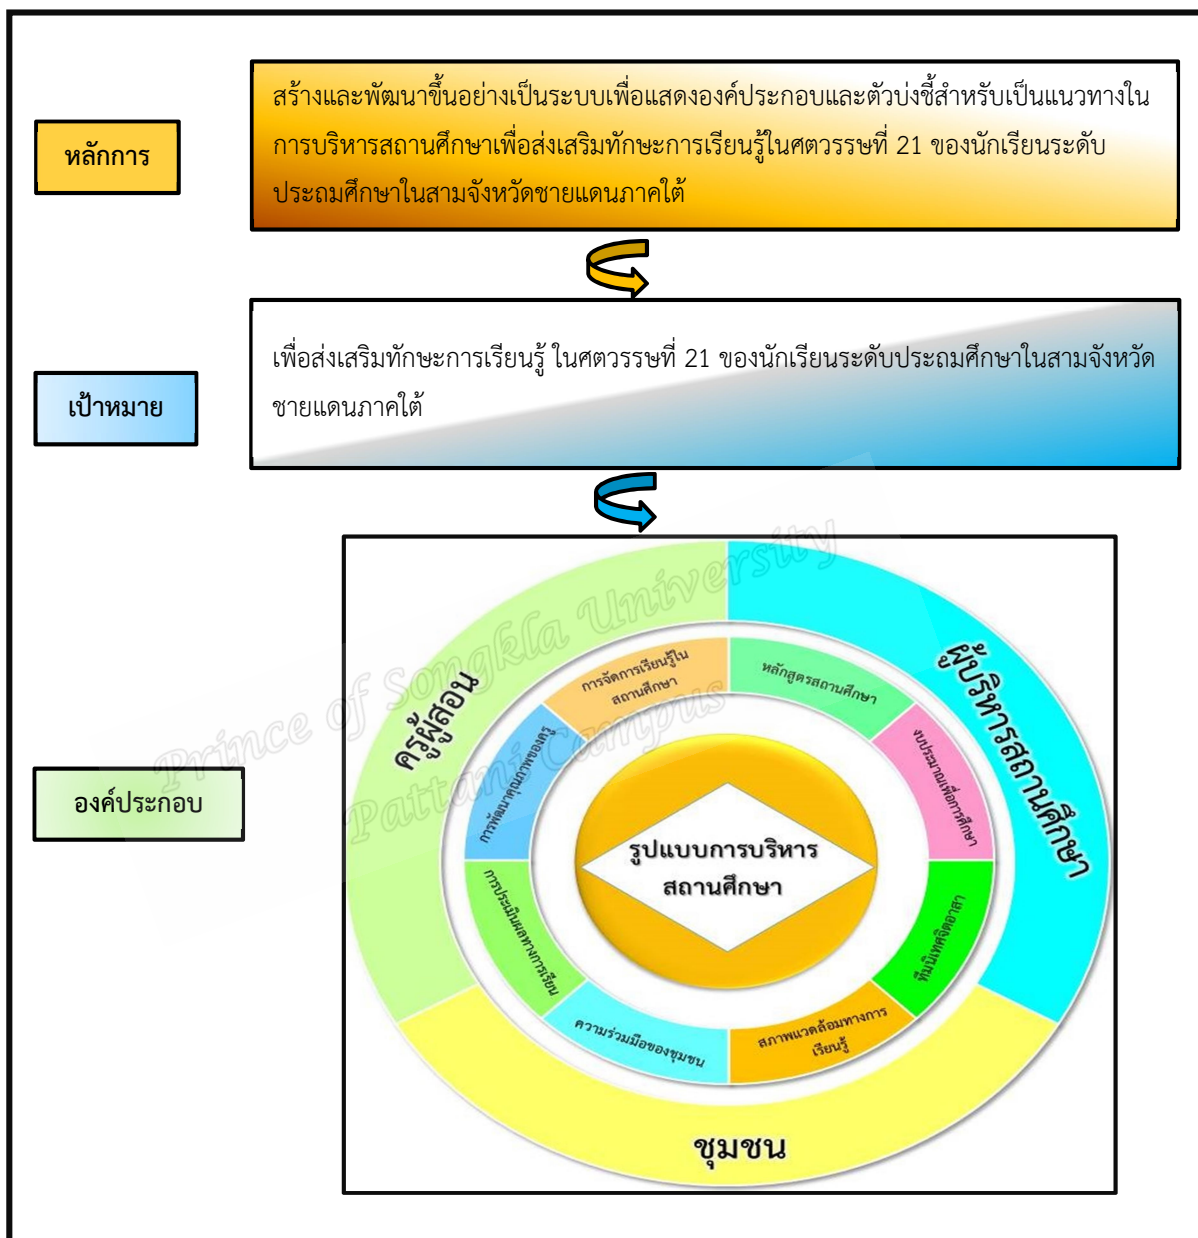 หลักการ
สร้างและพัฒนาขึ้นอย่างเป็นระบบเพื่อแสดงองค์ประกอบและตัวบ่งชี้สำหรับเป็นแนวทางใน
การบริหารสถานศึกษาเพื่อส่งเสริมทักษะการเรียนรู้ในศตวรรษที่ 21 ของนักเรียนระดับ
ประถมศึกษาในสามจังหวัดชายแดนภาคใต้
เป้าหมาย
เพื่อส่งเสริมทักษะการเรียนรู้ ในศตวรรษที่ 21 ของนักเรียนระดับประถมศึกษาในสามจังหวัด
ชายแดนภาคใต้
องค์ประกอบ
ครูผู้สอน
ผู้บริหารสถานศึกษา
ชุมชน
การจัดการเรียนรู้ใน
สถานศึกษา
หลักสูตรสถานศึกษา
งบประมาณเพื่อการศึกษา
ทีมนิเทศจิตอาสา
สภาพแวดล้อมทางการ
เรียนรู้
ความร่วมมือของชุมชน
การประเมินผลทางการเรียน
การพัฒนาคุณภาพของครู
รูปแบบการบริหาร
สถานศึกษา
Prince of Songkla University
Pattani Campus